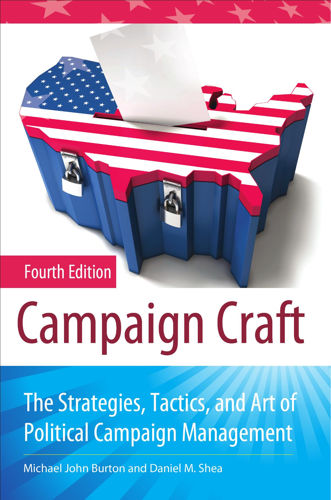 Fourth Edition
Campaign Craft
The Strategies, Tactics, and Art of
Political Campaign Management
Michael John Burton and Daniel M. Shea